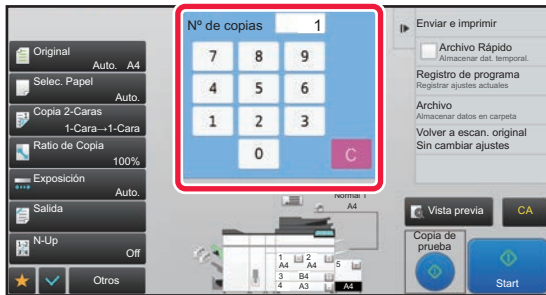 Nº de copias 1
7 8 9
4 5 6
1 2 3
0 C
Original
Auto. A4
Selec. Papel
Auto.
Copia 2-Caras
1-Cara→1-Cara
Ratio de Copia
100%
Exposición
Auto.
Salida
N-Up
Off
Otros
Normal 1
A4
1 2 5
A4 A4
3 B4
4 A3 A4
Enviar e imprimir
Archivo Rápido
Almacenar dat. temporal.
Registro de programa
Registrar ajustes actuales
Archivo
Almacenar datos en carpeta
Volver a escan. original
Sin cambiar ajustes
Vista previa
CA
Copia de
prueba
Start